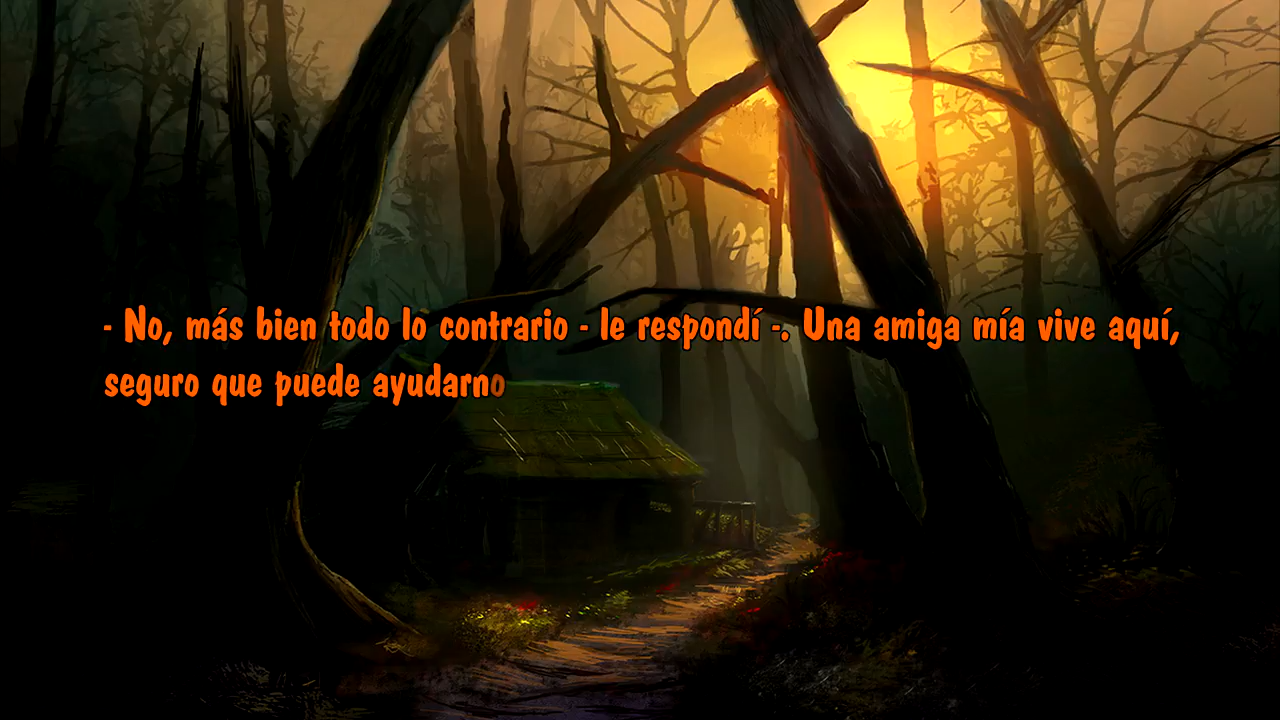 - No, más bien todo lo contrario - le respondí -. Una amiga mía vive aquí,
seguro que puede ayudarno